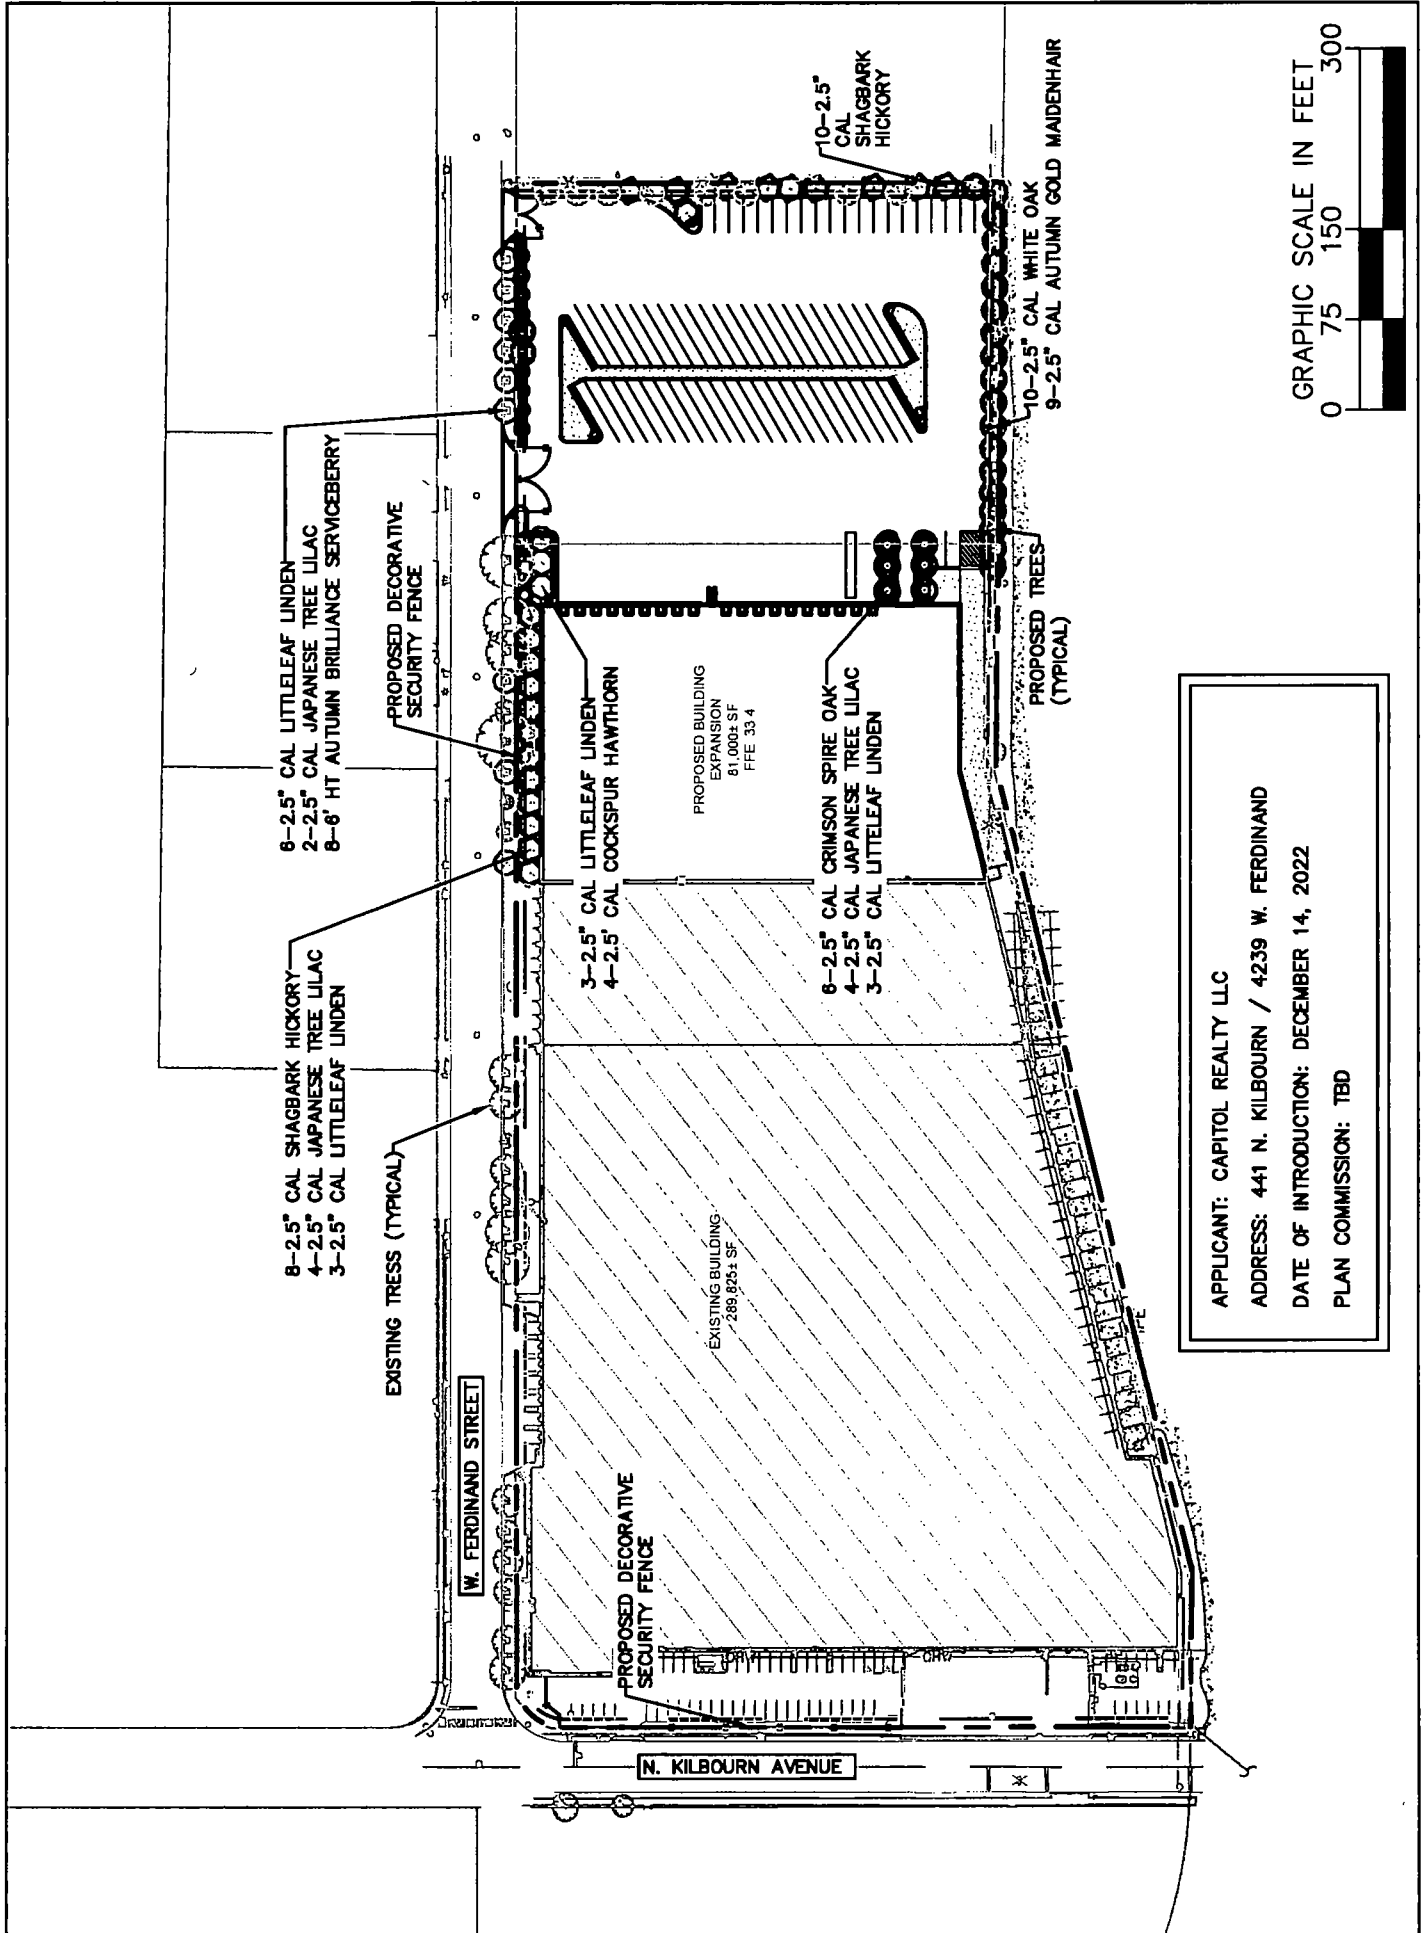 8-2.5" CAL SHAGBARK HICKORY
4-2.5" CAL JAPANESE TREE LILAC
3-2.5" CAL LITTLELEAF LINDEN
6-2.5" CAL LITTLELEAF LINDEN
2-2.5" CAL JAPANESE TREE LILAC
8-6' HT AUTUMN BRILLIANCE SERVICEBERRY
EXISTING TRESS (TYPICAL)
PROPOSED DECORATIVE
SECURITY FENCE
W. FERDINAND STREET
3-2.5" CAL LITTLELEAF LINDEN
4-2.5' CAL COCKSPUR HAWTHORN
PROPOSED DECORATIVE
SECURITY FENCE
EXISTING BUILDING
289,825± SF
PROPOSED BUILDING
EXPANSION
81,000± SF
FFE 33.4
N. KILBOURN AVENUE
6-2.5" CAL CRIMSON SPIRE OAK
4-2.5" CAL JAPANESE TREE LILAC
3-2.5" CAL LITTELEAF LINDEN
10-2.5"
CAL
SHAGBARK
HICKORY
10-2.5" CAL WHITE OAK
9-2.5" CAL AUTUMN GOLD MAIDENHAIR
PROPOSED TREES
(TYPICAL)
APPLICANT: CAPITOL REALTY LLC
ADDRESS: 441 N. KILBOURN / 4239 W. FERDINAND
DATE OF INTRODUCTION: DECEMBER 14, 2022
PLAN COMMISSION: TBD
GRAPHIC SCALE IN FEET
0 75 150 300